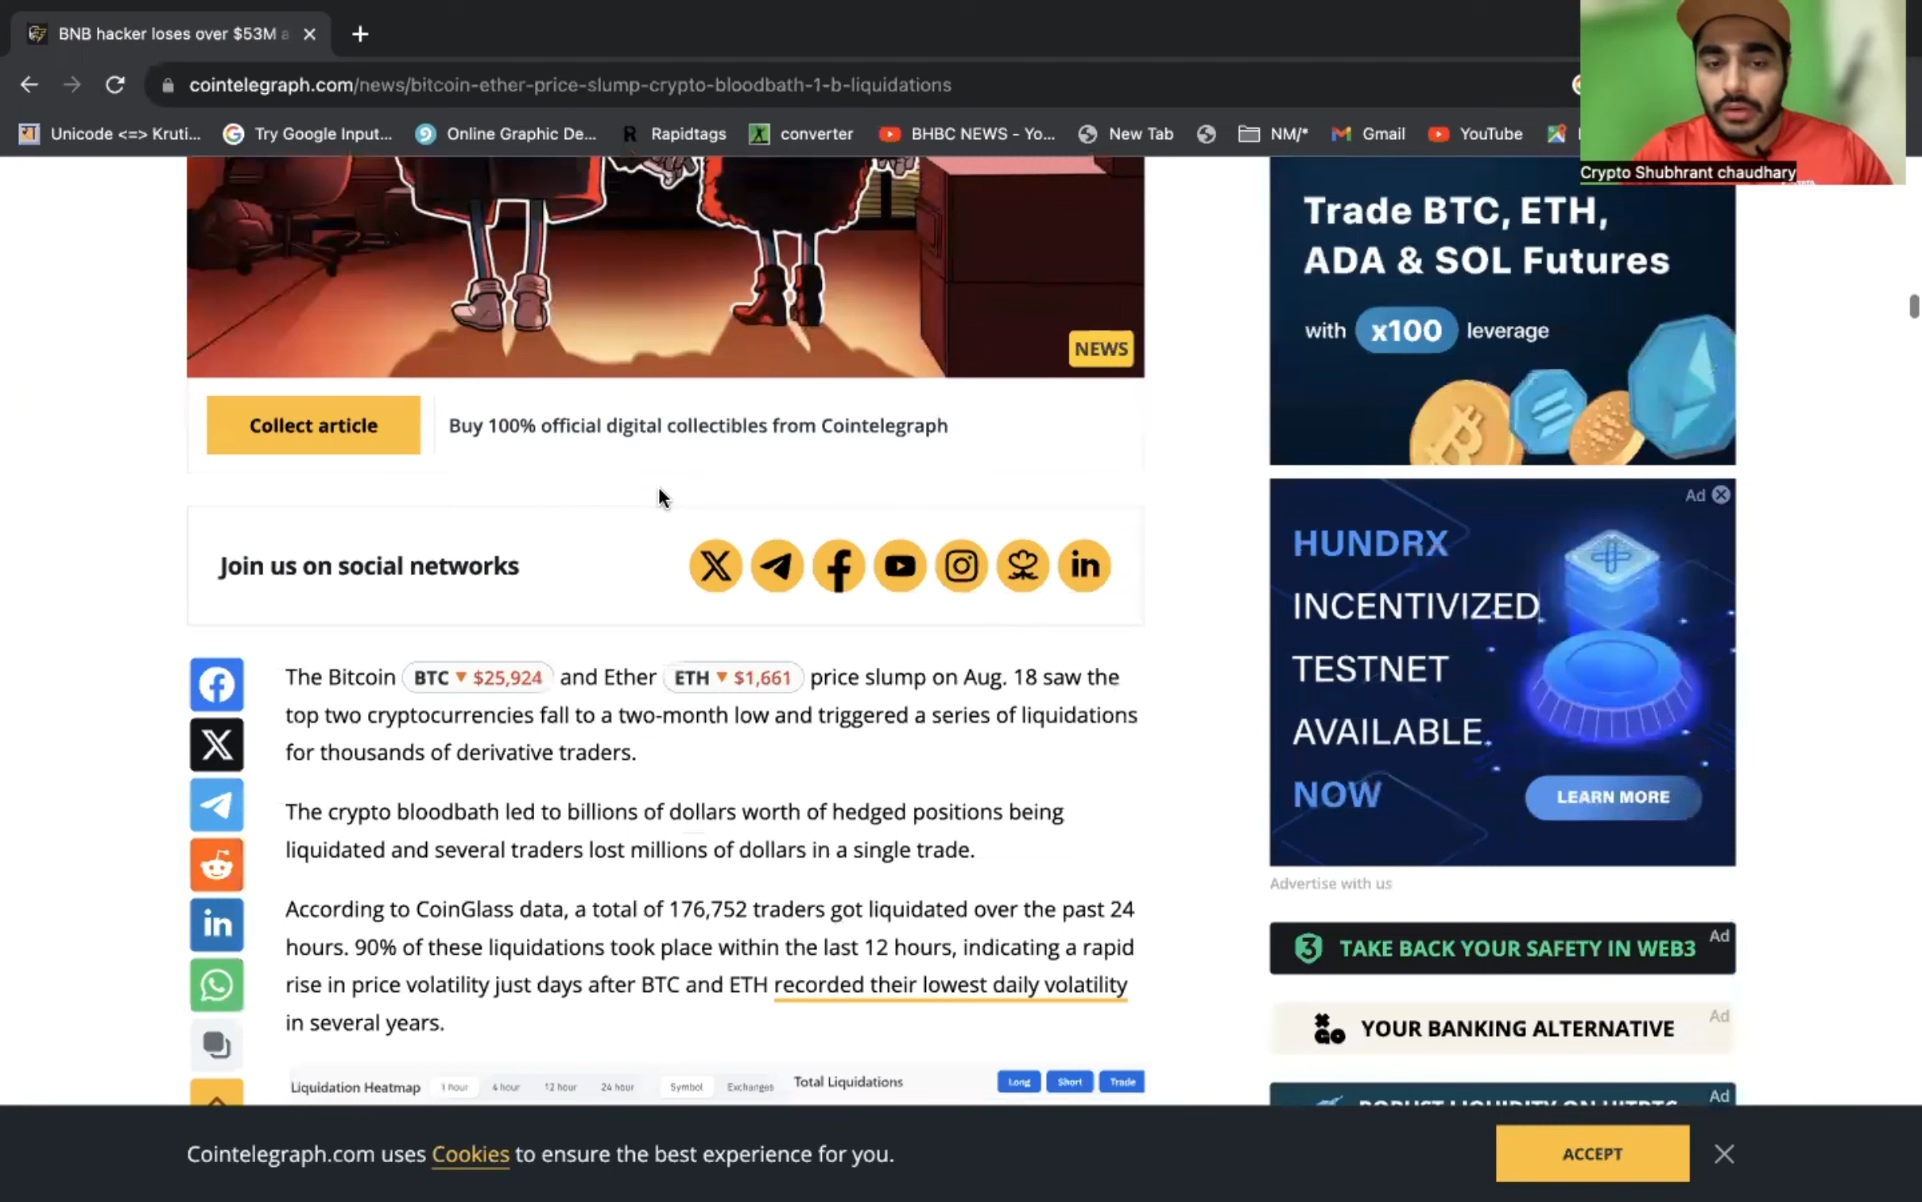 BNB hacker loses over $53M a
cointelegraph.com/news/bitcoin-ether-price-slump-crypto-bloodbath-1-b-liquidations
Unicode <=> Kruti... Try Google Input... Online Graphic De... Rapidtags converter BHBC NEWS - Yo... New Tab NM/* Gmail YouTube
Crypto Shubhrant chaudhary
NEWS
Collect article
Buy 100% official digital collectibles from Cointelegraph
Join us on social networks
The Bitcoin BTC ▼ $25,924 and Ether ETH ▼ $1,661 price slump on Aug. 18 saw the
top two cryptocurrencies fall to a two-month low and triggered a series of liquidations
for thousands of derivative traders.
The crypto bloodbath led to billions of dollars worth of hedged positions being
liquidated and several traders lost millions of dollars in a single trade.
According to CoinGlass data, a total of 176,752 traders got liquidated over the past 24
hours. 90% of these liquidations took place within the last 12 hours, indicating a rapid
rise in price volatility just days after BTC and ETH recorded their lowest daily volatility
in several years.
Liquidation Heatmap 1 hour 4 hour 12 hour 24 hour Symbol Exchanges Total Liquidations Long Short Trade
Trade BTC, ETH,
ADA & SOL Futures
with x100 leverage
Ad
HUNDRX
INCENTIVIZED
TESTNET
AVAILABLE
NOW
LEARN MORE
Advertise with us
TAKE BACK YOUR SAFETY IN WEB3
Ad
YOUR BANKING ALTERNATIVE
Ad
Ad
Cointelegraph.com uses Cookies to ensure the best experience for you.
ACCEPT